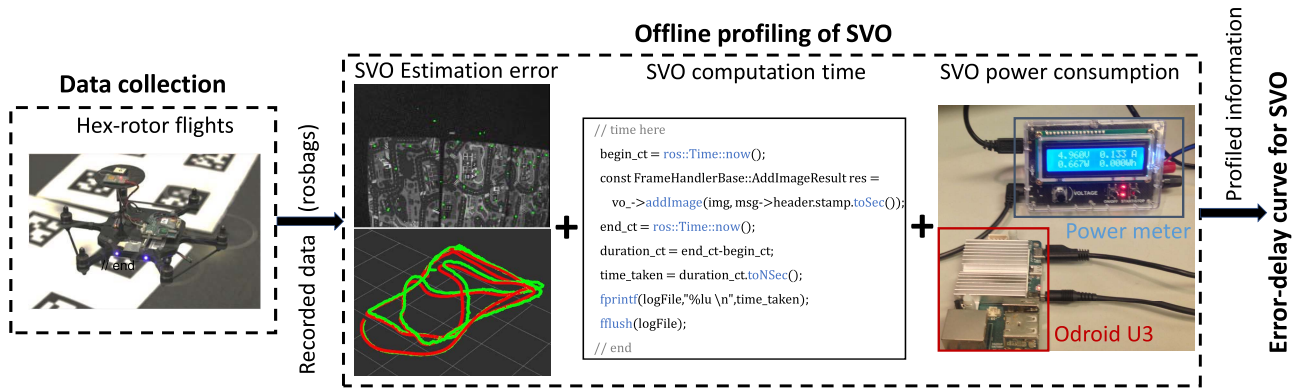 Offline profiling of SVO
Data collection
Hex-rotor flights
// end
Recorded data (rosbags)
SVO Estimation error
SVO computation time
// time here
begin_ct = ros::Time::now();
const FrameHandlerBase::AddImageResult res =
vo_->addImage(img, msg->header.stamp.toSec());
end_ct = ros::Time::now();
duration_ct = end_ct-begin_ct;
time_taken = duration_ct.toNSec();
fprintf(logFile,"%lu \n",time_taken);
fflush(logFile);
// end
SVO power consumption
4.960V 0.133 A
0.667W 0.000Wh
VOLTAGE
Power meter
Odroid U3
Profiled information
Error-delay curve for SVO